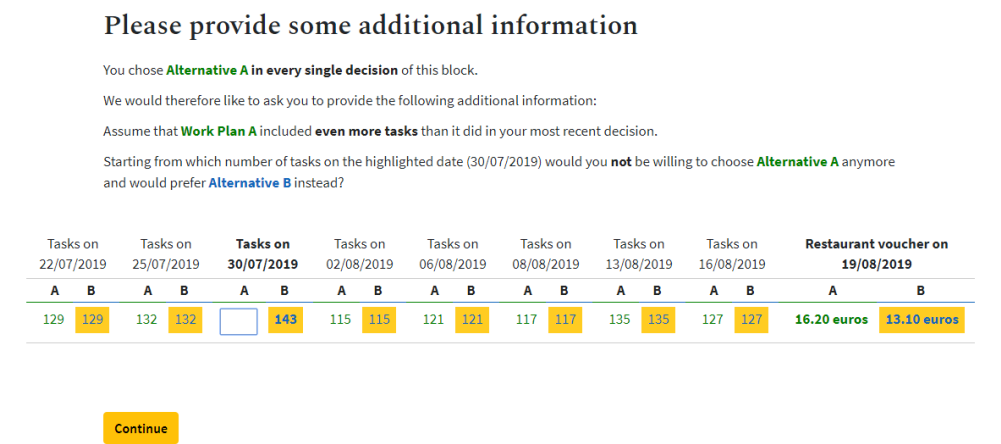 Please provide some additional information
You chose Alternative A in every single decision of this block.
We would therefore like to ask you to provide the following additional information:
Assume that Work Plan A included even more tasks than it did in your most recent decision.
Starting from which number of tasks on the highlighted date (30/07/2019) would you not be willing to choose Alternative A anymore
and would prefer Alternative B instead?
Tasks on Tasks on Tasks on Tasks on Tasks on Tasks on Tasks on Tasks on Restaurant voucher on
22/07/2019 25/07/2019 30/07/2019 02/08/2019 06/08/2019 08/08/2019 13/08/2019 16/08/2019 19/08/2019
A B A B A B A B A B A B A B A B A B
129 129 132 132 143 115 115 121 121 117 117 135 135 127 127 16.20 euros 13.10 euros
Continue